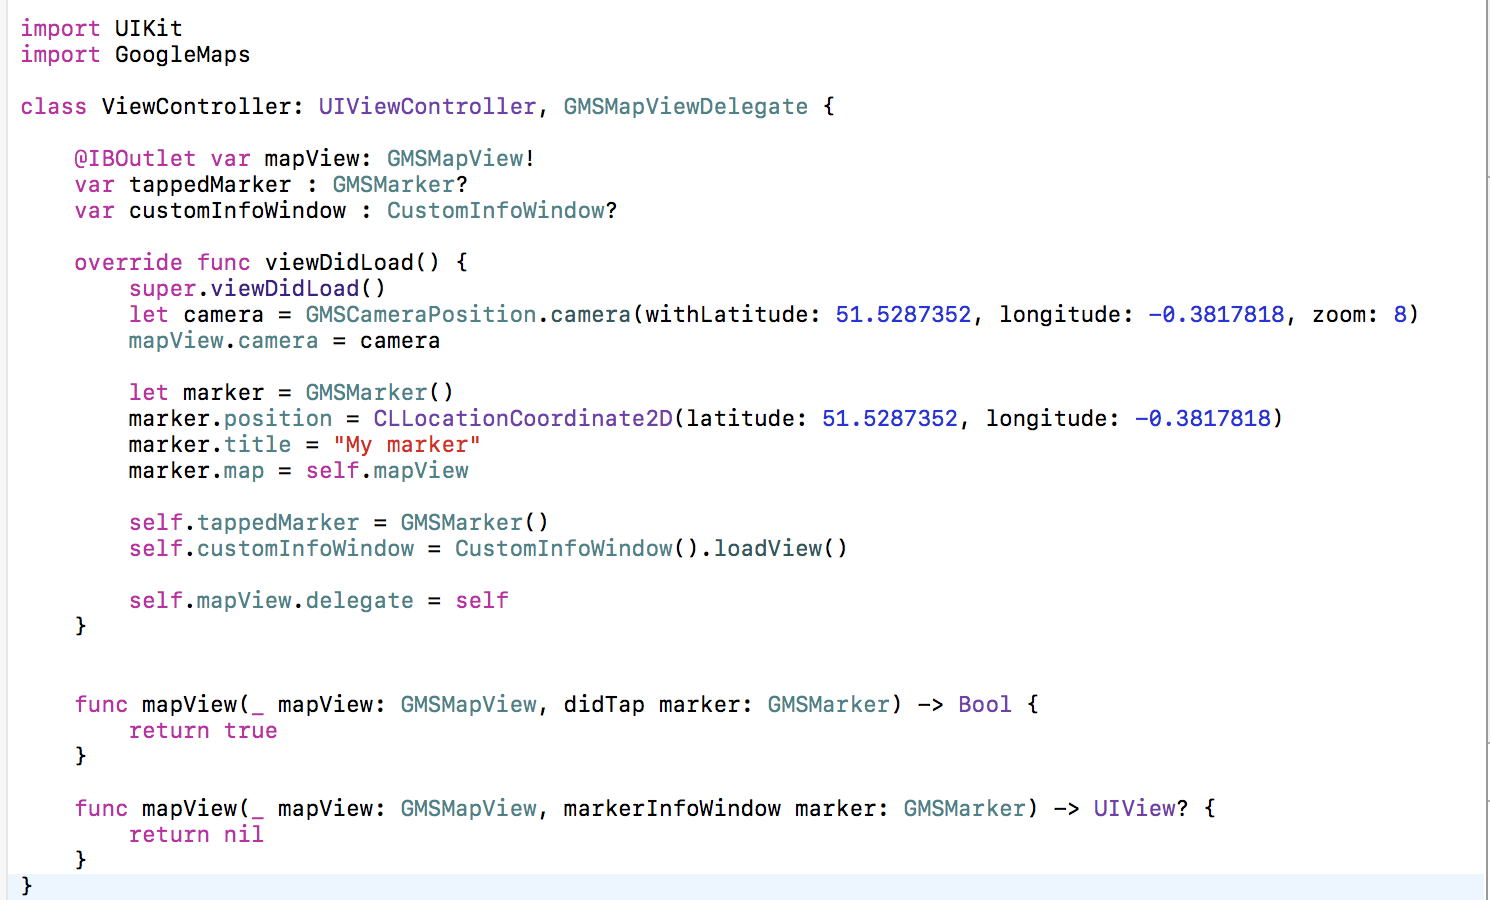 import UIKit
import GoogleMaps
class ViewController: UIViewController, GMSMapViewDelegate {
@IBOutlet var mapView: GMSMapView!
var tappedMarker : GMSMarker?
var customInfoWindow : CustomInfoWindow?
override func viewDidLoad() {
super.viewDidLoad()
let camera = GMSCameraPosition.camera(withLatitude: 51.5287352, longitude: -0.3817818, zoom: 8)
mapView.camera = camera
let marker = GMSMarker()
marker.position = CLLocationCoordinate2D(latitude: 51.5287352, longitude: -0.3817818)
marker.title = "My marker"
marker.map = self.mapView
self.tappedMarker = GMSMarker()
self.customInfoWindow = CustomInfoWindow().loadView()
self.mapView.delegate = self
}
func mapView(_ mapView: GMSMapView, didTap marker: GMSMarker) -> Bool {
return true
}
func mapView(_ mapView: GMSMapView, markerInfoWindow marker: GMSMarker) -> UIView? {
return nil
}
}